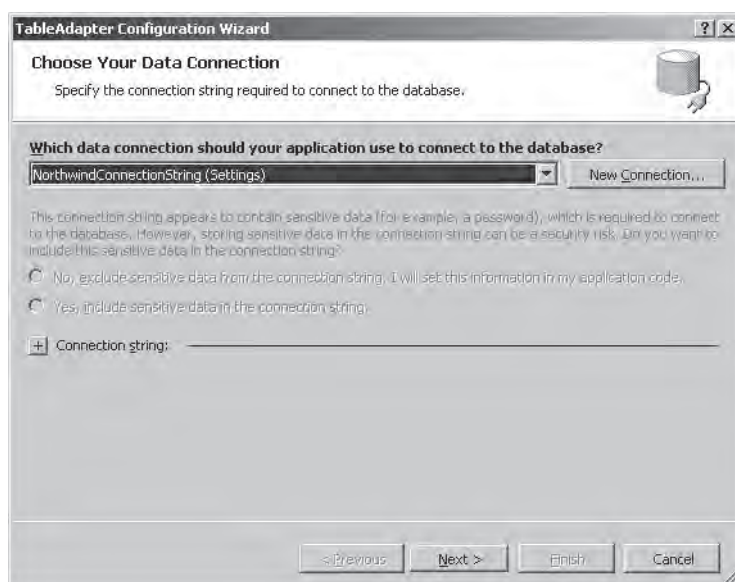 TableAdapter Configuration Wizard
? X
Choose Your Data Connection
Specify the connection string required to connect to the database.
Which data connection should your application use to connect to the database?
NorthwindConnectionString (Settings)
New Connection...
This connection string appears to contain sensitive data (for example, a password), which is required to connect
to the database. However, storing sensitive data in the connection string can be a security risk. Do you want to
include this sensitive data in the connection string?
No, exclude sensitive data from the connection string. I will set this information in my application code.
Yes, include sensitive data in the connection string.
+ Connection string:
< Previous
Next >
Finish
Cancel